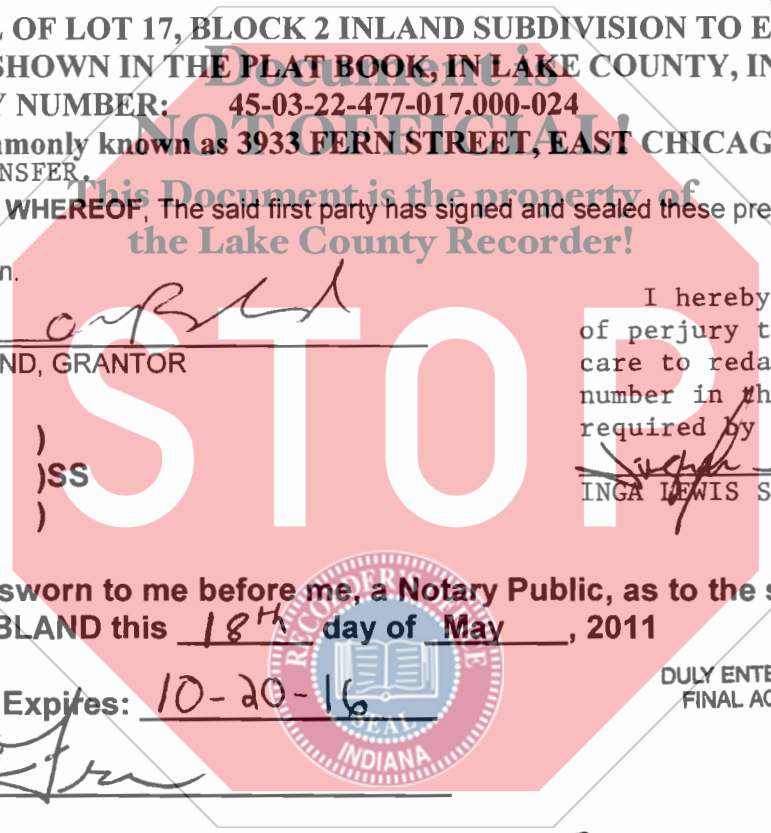 L OF LOT 17, BLOCK 2 INLAND SUBDIVISION TO E
SHOWN IN THE PLAT BOOK, IN LAKE COUNTY, IN
Y NUMBER: 45-03-22-477-017.000-024
mmonly known as 3933 FERN STREET, EAST CHICAG
NSFER.
WHEREOF, The said first party has signed and sealed these pre
n.
Document is
NOT OFFICIAL!
This Document is the property of
the Lake County Recorder!
STOP
ND, GRANTOR
)
)SS
)
I hereby
of perjury t
care to reda
number in th
required by
INGA LEWIS S
sworn to me before me, a Notary Public, as to the s
BLAND this 18th day of May, 2011
Expires: 10-20-16
DULY ENTE
FINAL AC
RECORDER'S OFFICE
SEAL
INDIANA